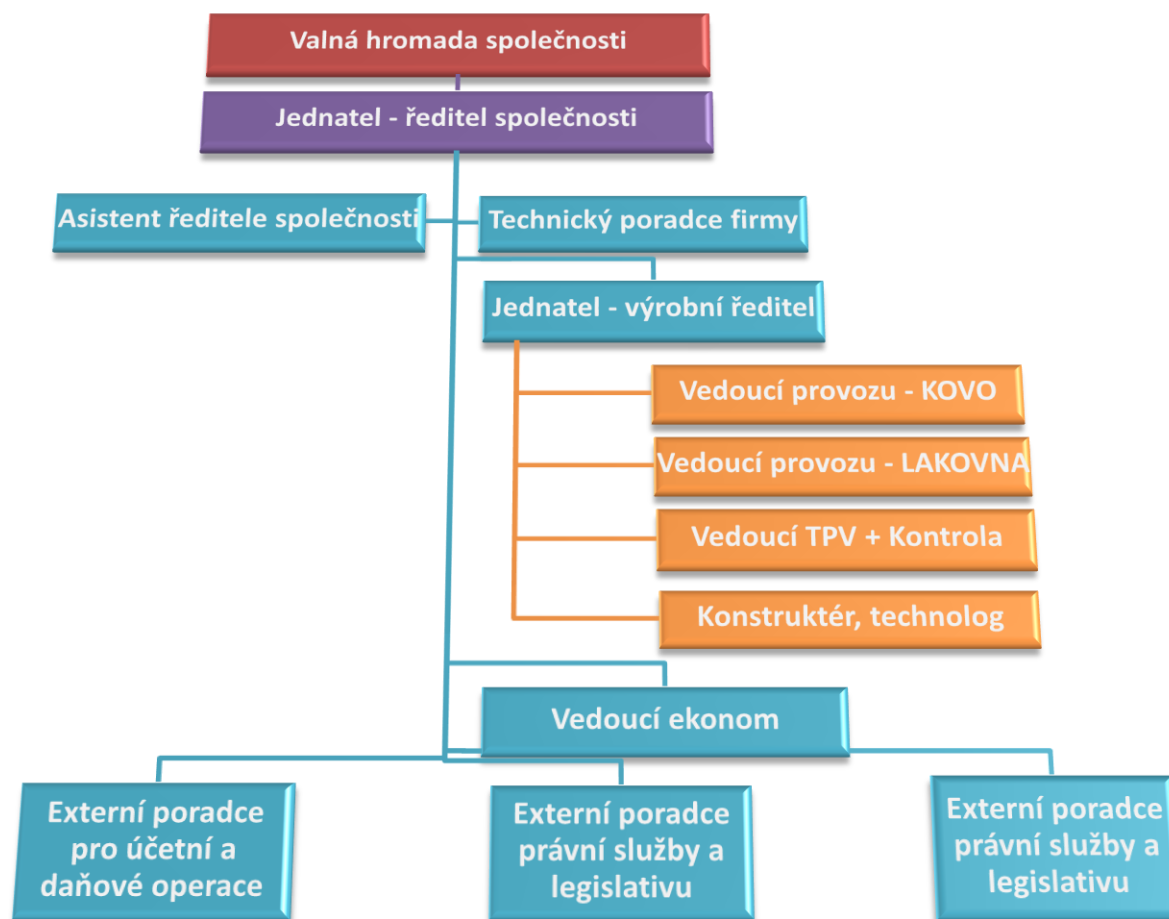 Valná hromada společnosti
Jednatel - ředitel společnosti
Asistent ředitele společnosti
Technický poradce firmy
Jednatel - výrobní ředitel
Vedoucí provozu - KOVO
Vedoucí provozu - LAKOVNA
Vedoucí TPV + Kontrola
Konstruktér, technolog
Vedoucí ekonom
Externí poradce
pro účetní a
daňové operace
Externí poradce
právní služby a
legislativu
Externí poradce
právní služby a
legislativu